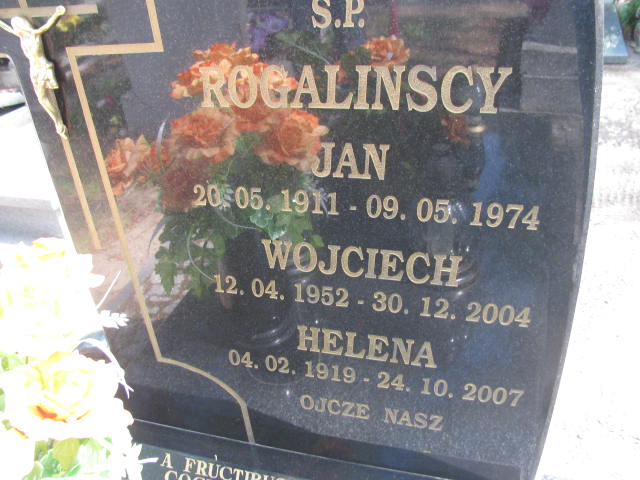 S.P.
ROGALINSCY
JAN
20. 05. 1911 - 09. 05. 1974
WOJCIECH
12. 04. 1952 - 30. 12. 2004
HELENA
04. 02. 1919 - 24. 10. 2007
OJCZE NASZ
A FRUCTIBUS